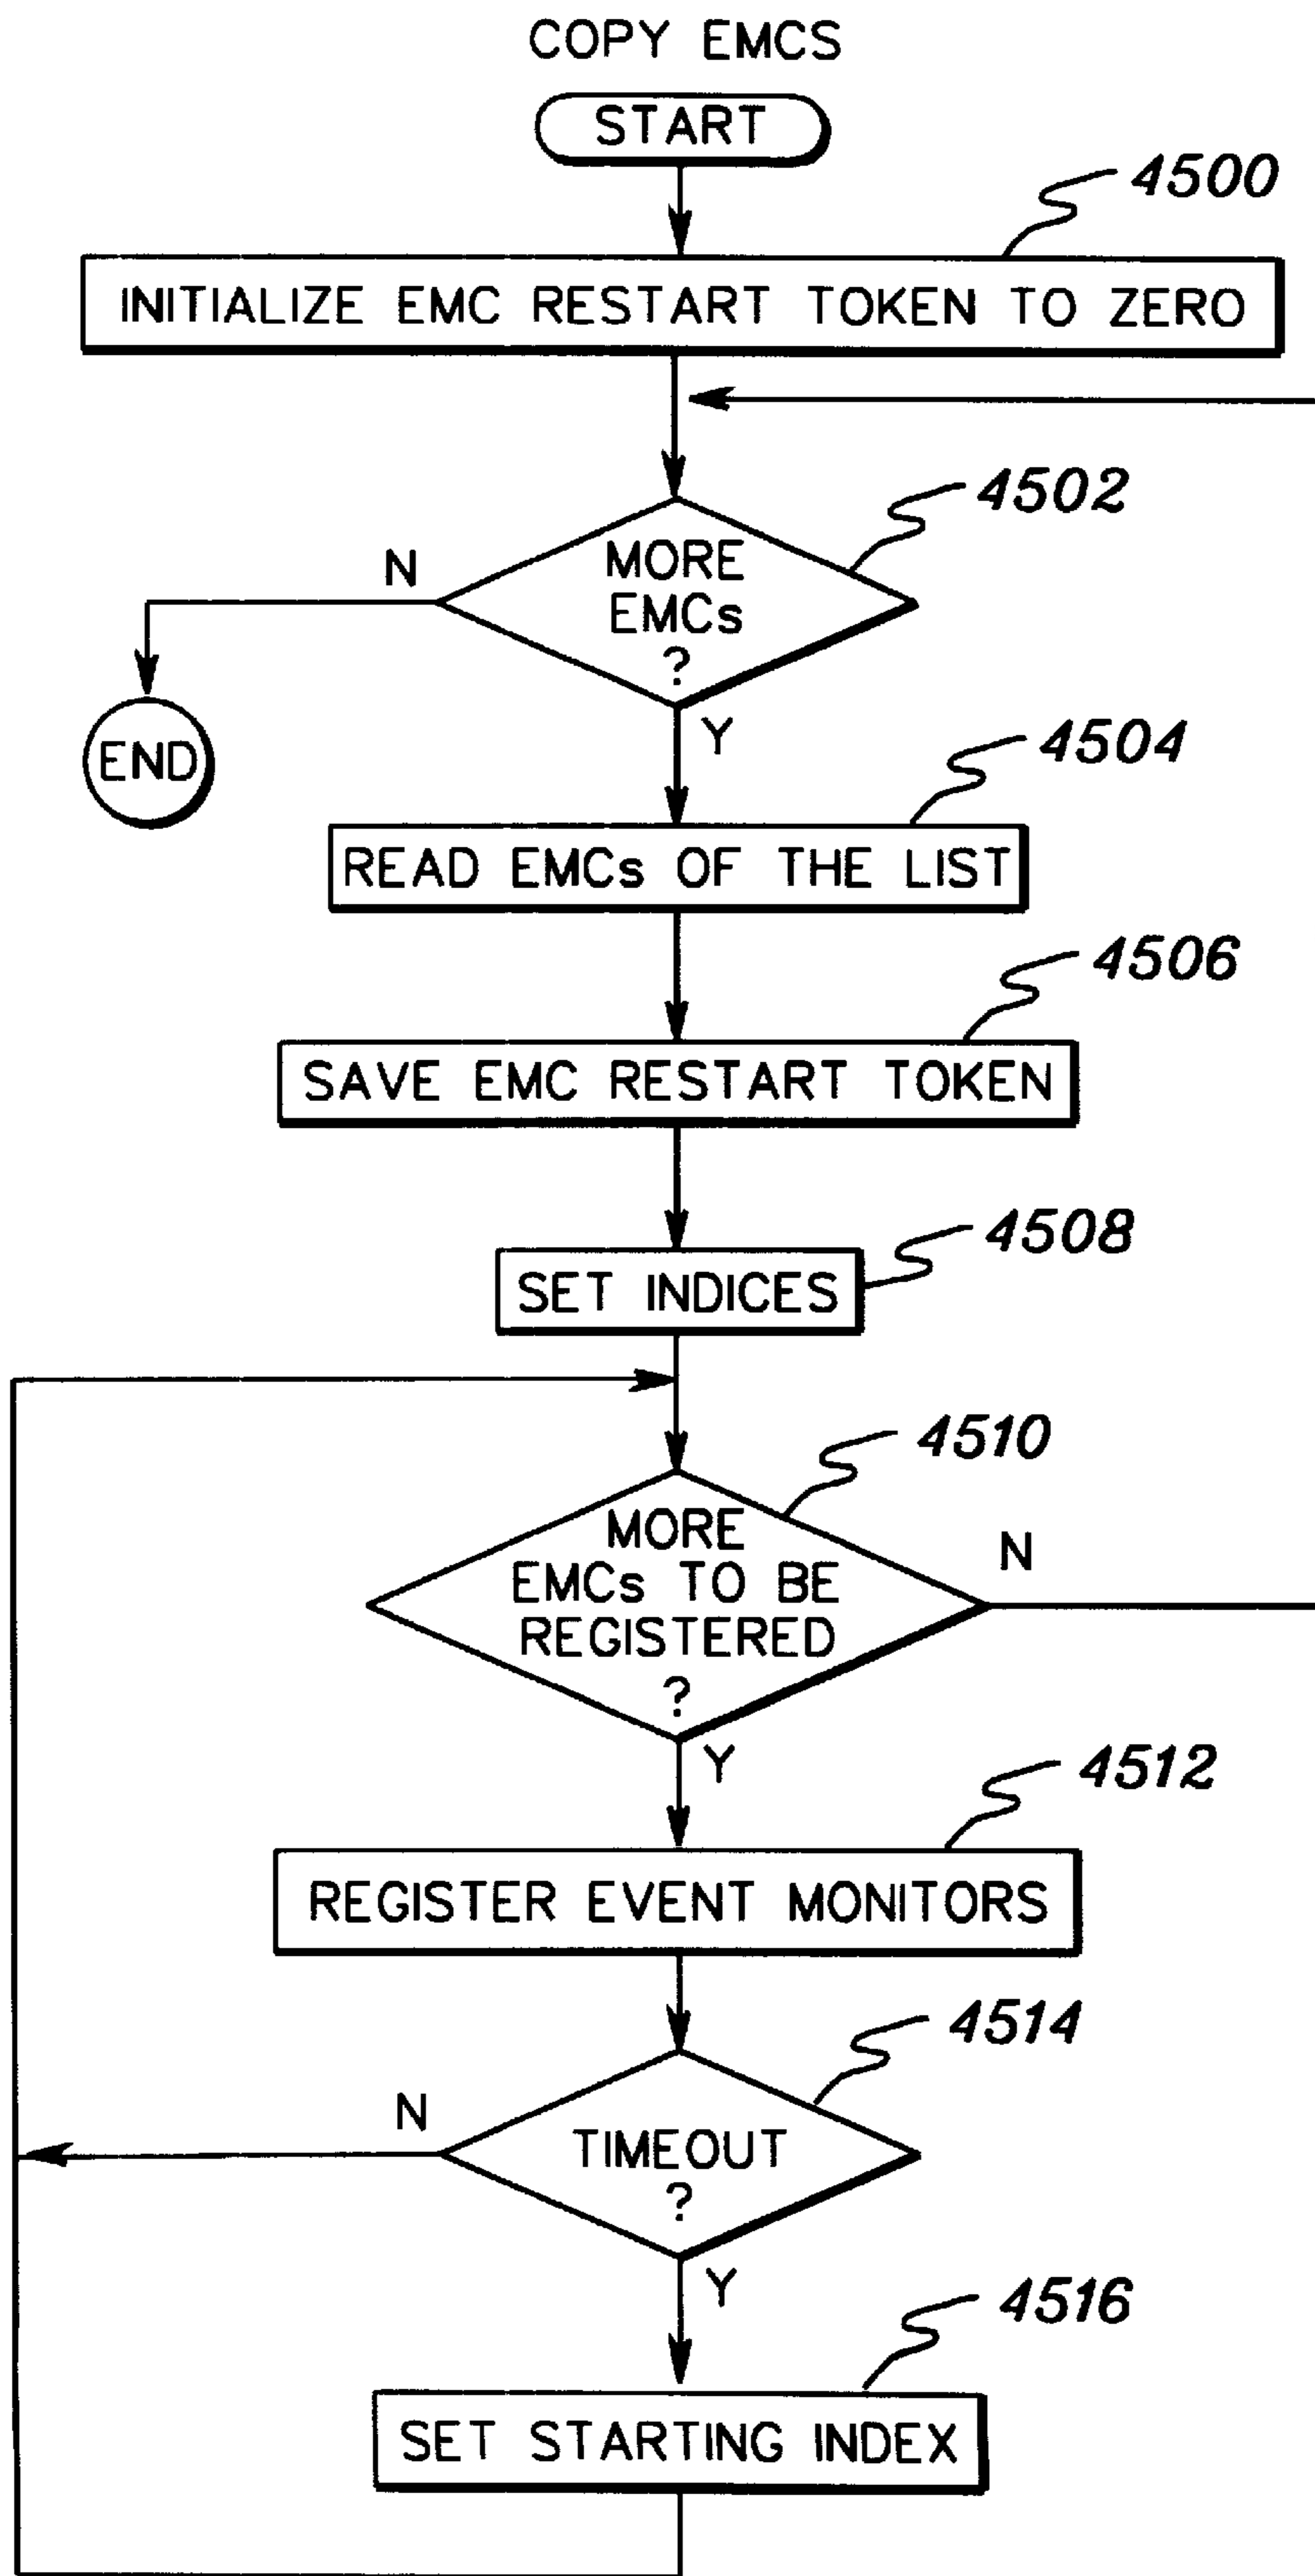 COPY EMCS
START
4500
INITIALIZE EMC RESTART TOKEN TO ZERO
4502
N
MORE
EMCs
?
Y
END
4504
READ EMCs OF THE LIST
4506
SAVE EMC RESTART TOKEN
4508
SET INDICES
4510
MORE
EMCs TO BE
REGISTERED
?
N
Y
4512
REGISTER EVENT MONITORS
4514
N
TIMEOUT
?
Y
4516
SET STARTING INDEX